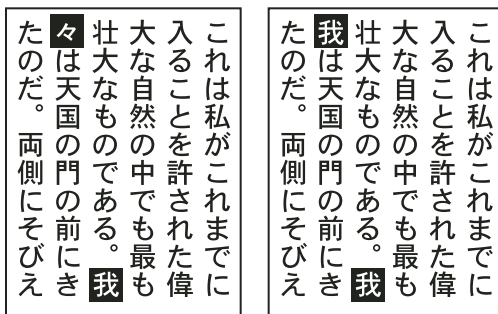 これは私がこれまでに
入ることを許された偉
大な自然の中でも最も
壮大なものである。我
々は天国の門の前にき
たのだ。両側にそびえ
これは私がこれまでに
入ることを許された偉
大な自然の中でも最も
壮大なものである。我
我は天国の門の前にき
たのだ。両側にそびえ